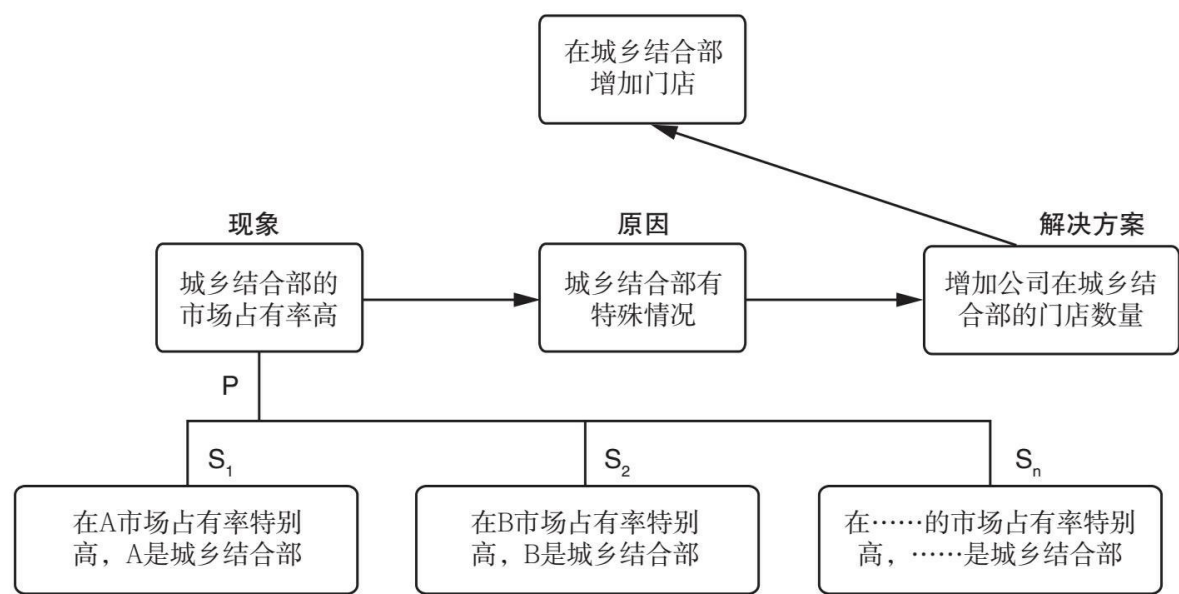 在城乡结合部
增加门店
现象
原因
解决方案
城乡结合部的
市场占有率高
城乡结合部有
特殊情况
增加公司在城乡结
合部的门店数量
P
S₁
S₂
Sₙ
在A市场占有率特别
高，A是城乡结合部
在B市场占有率特别
高，B是城乡结合部
在……的市场占有率特别
高，……是城乡结合部